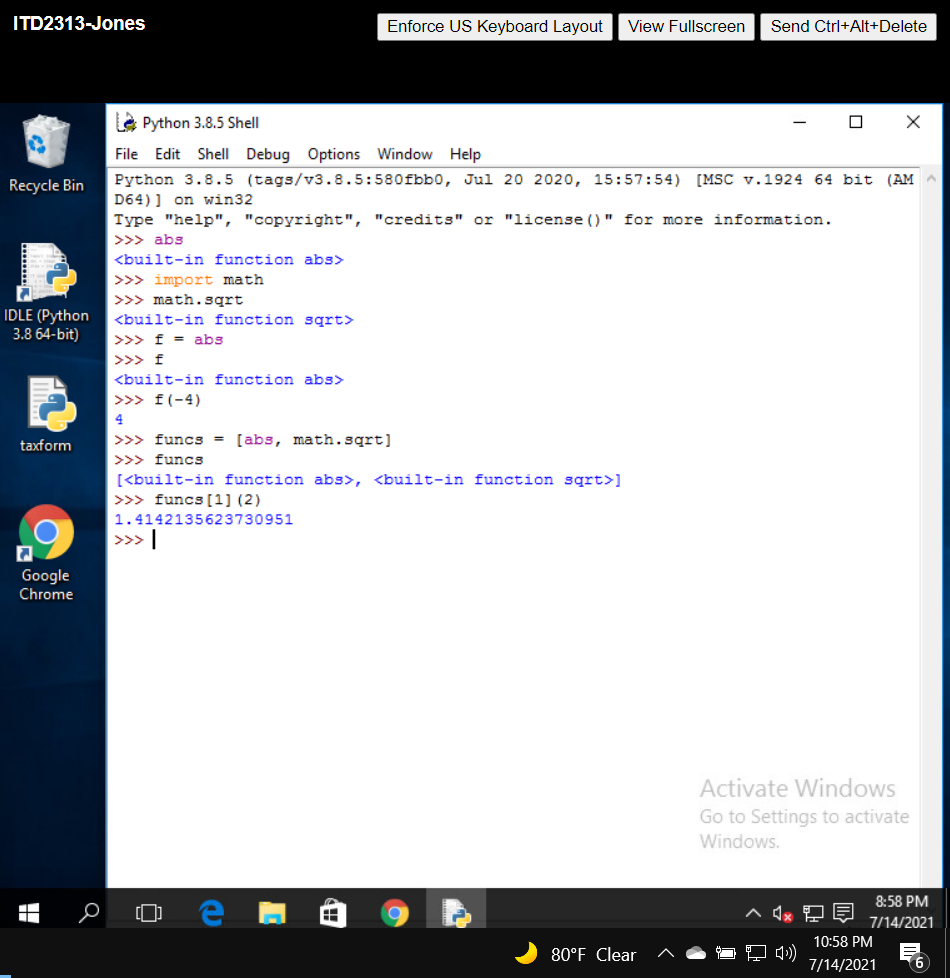 ITD2313-Jones
Enforce US Keyboard Layout
View Fullscreen
Send Ctrl+Alt+Delete
Recycle Bin
IDLE (Python
3.8 64-bit)
taxform
Google
Chrome
Python 3.8.5 Shell
File Edit Shell Debug Options Window Help
Python 3.8.5 (tags/v3.8.5:580fbb0, Jul 20 2020, 15:57:54) [MSC v.1924 64 bit (AM
D64)] on win32
Type "help", "copyright", "credits" or "license()" for more information.
>>> abs
<built-in function abs>
>>> import math
>>> math.sqrt
<built-in function sqrt>
>>> f = abs
>>> f
<built-in function abs>
>>> f(-4)
4
>>> funcs = [abs, math.sqrt]
>>> funcs
[<built-in function abs>, <built-in function sqrt>]
>>> funcs[1](2)
1.4142135623730951
>>>
Activate Windows
Go to Settings to activate
Windows.
8:58 PM
7/14/2021
80°F Clear
10:58 PM
7/14/2021
6